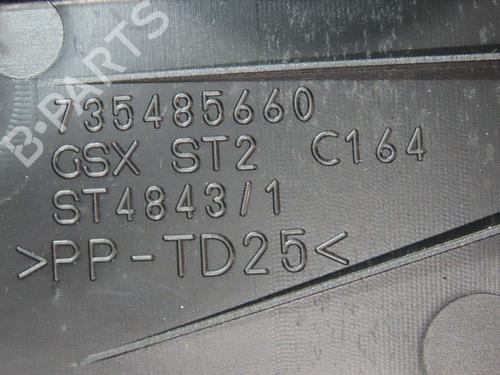 B-PARTS
735485660
GSX ST2 C164
ST4843/1
>PP-TD25<